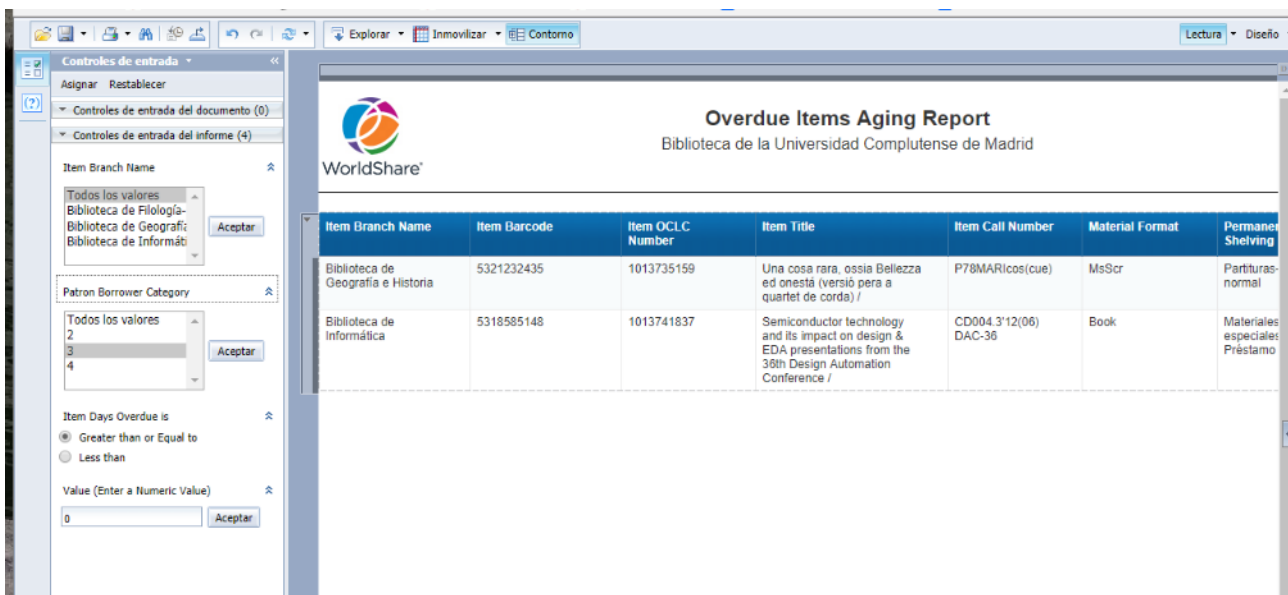 Explorar Inmovilizar Contorno Lectura Diseño
Controles de entrada
Asignar Restablecer
Controles de entrada del documento (0)
Controles de entrada del informe (4)
Item Branch Name
Todos los valores
Biblioteca de Filología-
Biblioteca de Geografía
Biblioteca de Informáti
Aceptar
Patron Borrower Category
Todos los valores
2
3
4
Aceptar
Item Days Overdue is
Greater than or Equal to
Less than
Value (Enter a Numeric Value)
0
Aceptar
WorldShare®
Overdue Items Aging Report
Biblioteca de la Universidad Complutense de Madrid
Item Branch Name
Item Barcode
Item OCLC
Number
Item Title
Item Call Number
Material Format
Permanen
Shelving
Biblioteca de
Geografía e Historia
5321232435
1013735159
Una cosa rara, ossia Bellezza
ed onestá (versiò pera a
quartet de corda) /
P78MARIcos(cue)
MsScr
Partituras-
normal
Biblioteca de
Informática
5318585148
1013741837
Semiconductor technology
and its impact on design &
EDA presentations from the
36th Design Automation
Conference /
CD004.3'12(06)
DAC-36
Book
Materiales
especiales
Préstamo